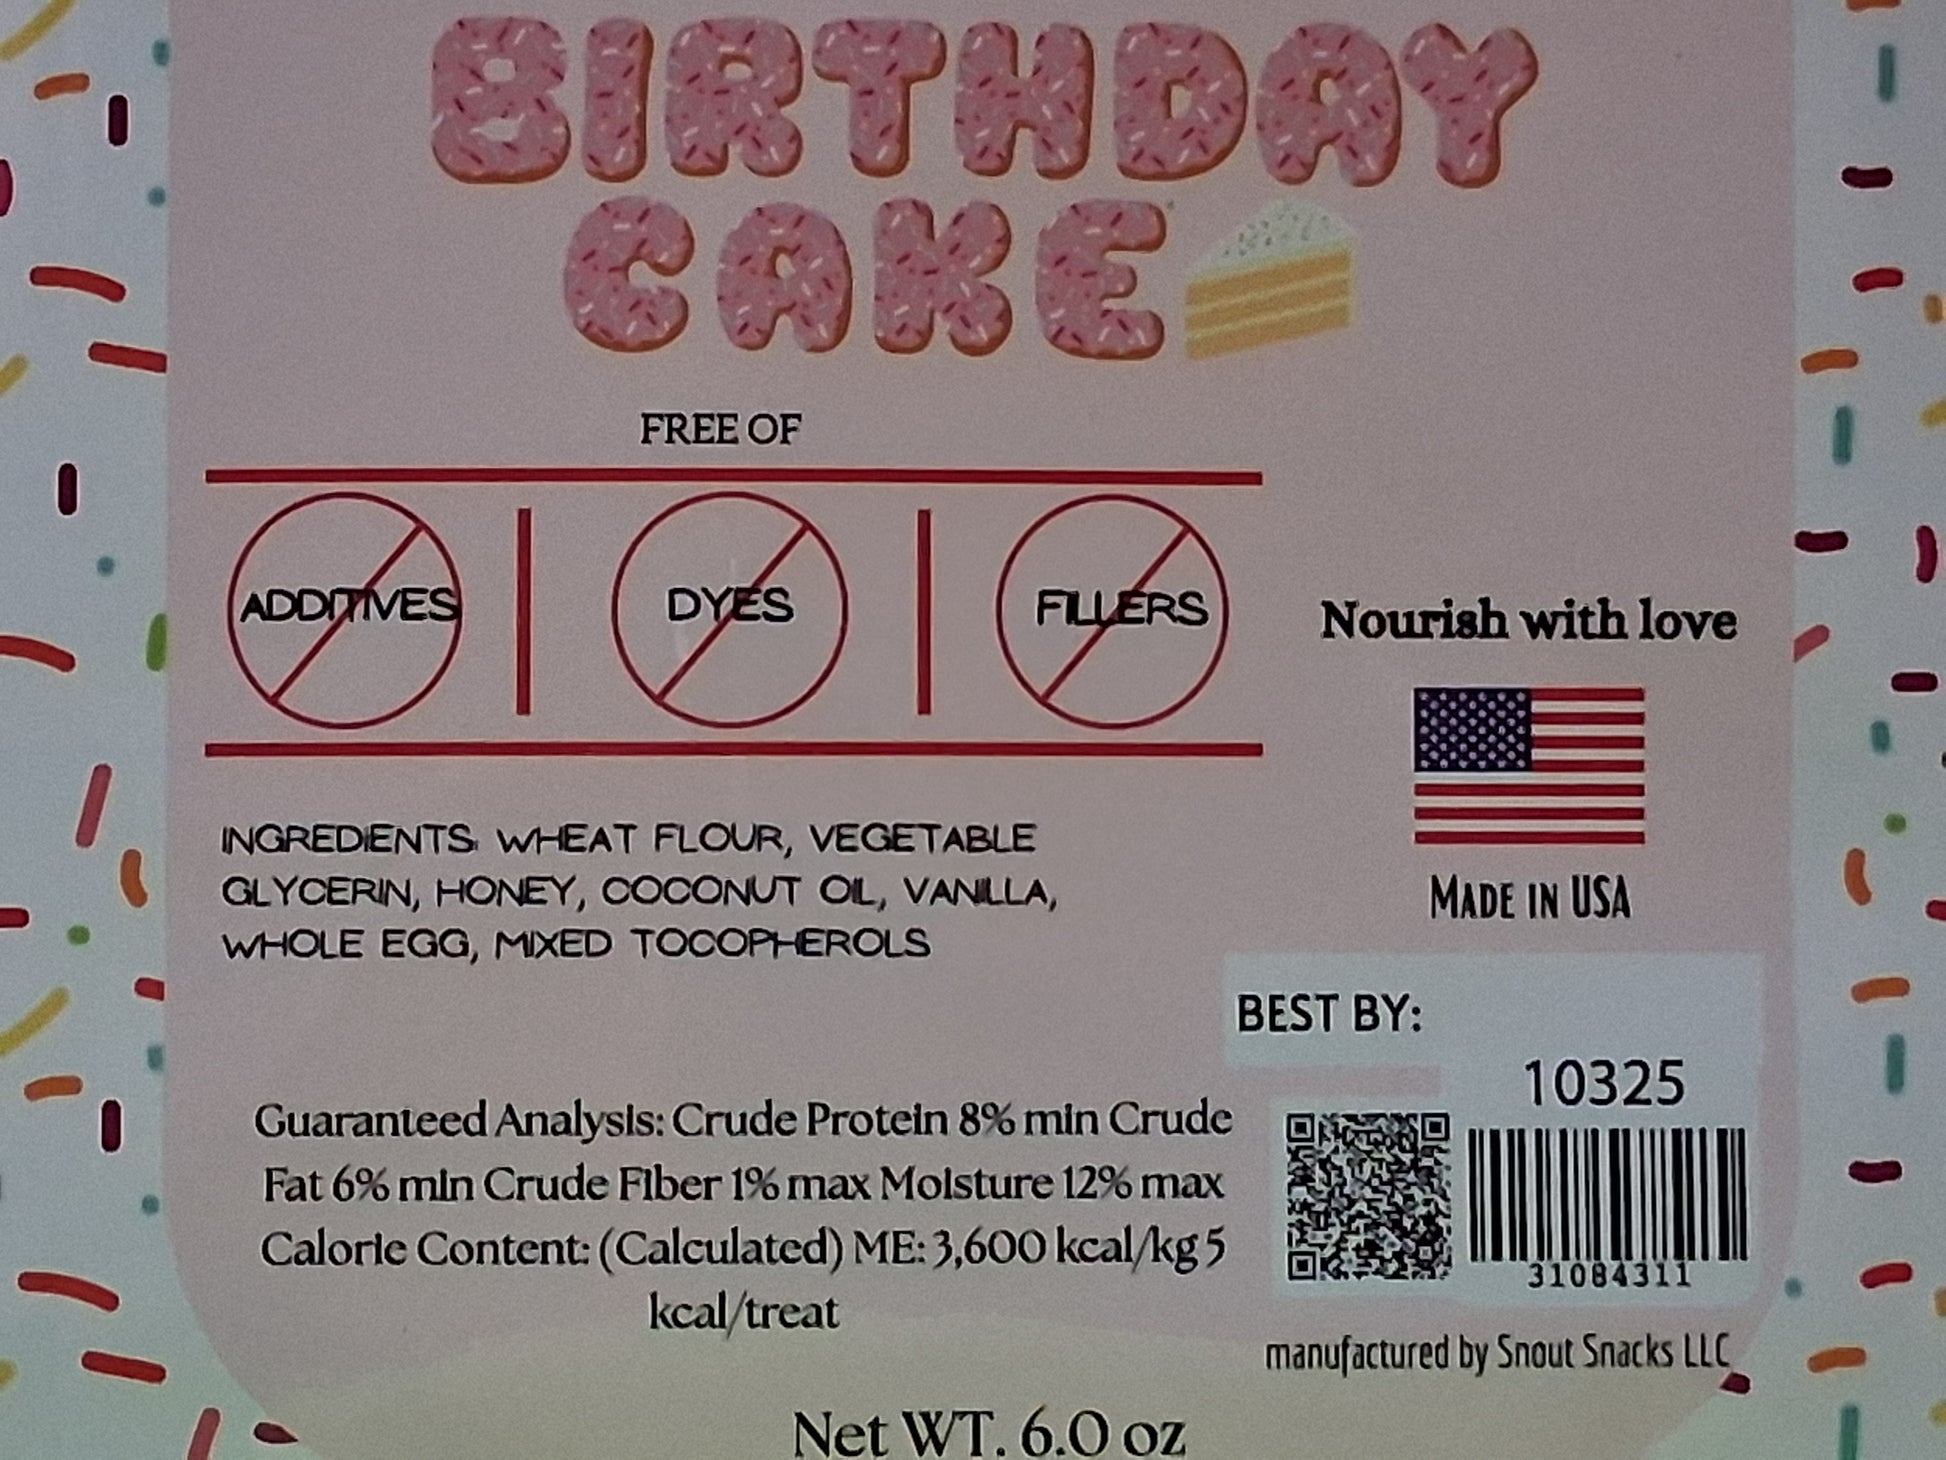 BIRTHDAY
CAKE
FREE OF
ADDITIVES
DYES
FILLERS
Nourish with love
MADE IN USA
INGREDIENTS: WHEAT FLOUR, VEGETABLE
GLYCERIN, HONEY, COCONUT OIL, VANILLA,
WHOLE EGG, MIXED TOCOPHEROLS
BEST BY:
10325
31084311
Guaranteed Analysis: Crude Protein 8% min Crude
Fat 6% min Crude Fiber 1% max Moisture 12% max
Calorie Content: (Calculated) ME: 3,600 kcal/kg 5
kcal/treat
manufactured by Snout Snacks LLC
Net WT. 6.0 oz